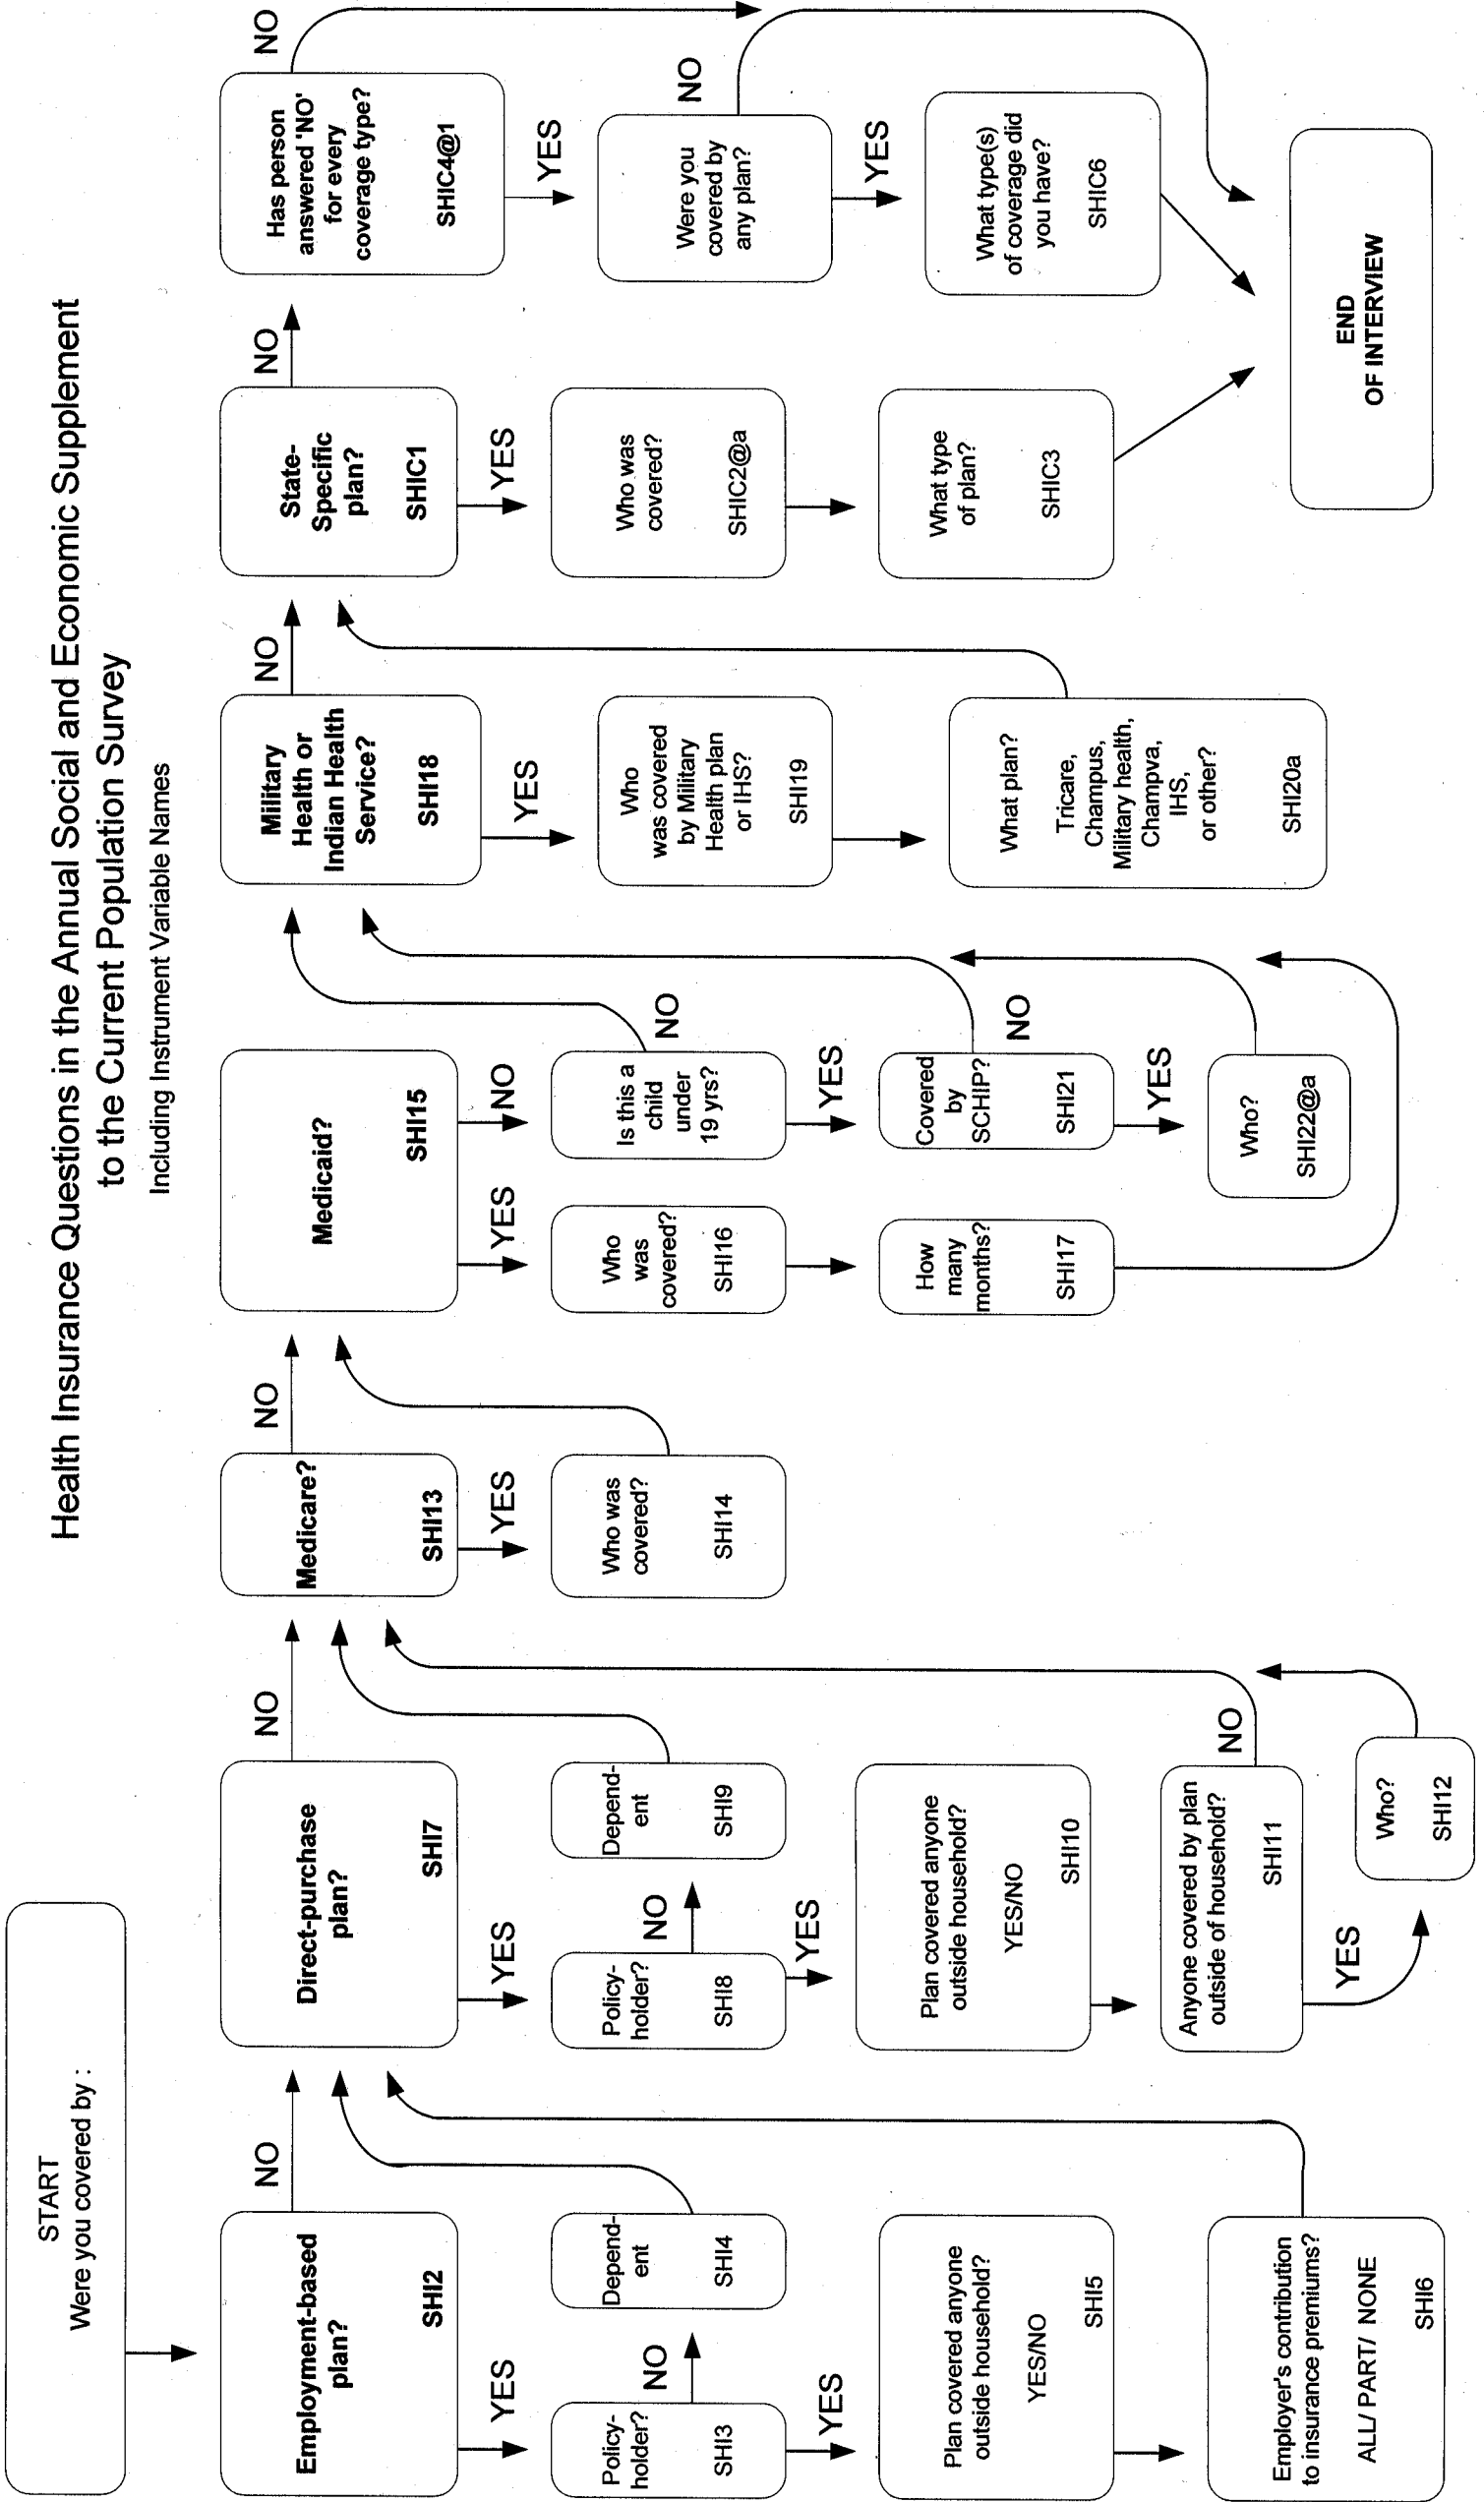 Health Insurance Questions in the Annual Social and Economic Supplement
to the Current Population Survey
Including Instrument Variable Names
START
Were you covered by :
Employment-based
plan?
SHI2
NO
YES
Policy-
holder?
SHI3
NO
Depend-
ent
SHI4
YES
Plan covered anyone
outside household?
YES/NO
SHI5
Employer's contribution
to insurance premiums?
ALL/ PART/ NONE
SHI6
Direct-purchase
plan?
SHI7
NO
YES
Policy-
holder?
SHI8
NO
Depend-
ent
SHI9
YES
Plan covered anyone
outside household?
YES/NO
SHI10
Anyone covered by plan
outside of household?
SHI11
NO
YES
Who?
SHI12
Medicare?
SHI13
NO
YES
Who was
covered?
SHI14
Medicaid?
SHI15
YES
NO
Who
was
covered?
SHI16
How
many
months?
SHI17
Is this a
child
under
19 yrs?
NO
YES
Covered
by
SCHIP?
SHI21
NO
YES
Who?
SHI22@a
Military
Health or
Indian Health
Service?
SHI18
NO
YES
Who
was covered
by Military
Health plan
or IHS?
SHI19
What plan?
Tricare,
Champus,
Military health,
Champva,
IHS,
or other?
SHI20a
State-
Specific
plan?
SHIC1
NO
YES
Who was
covered?
SHIC2@a
What type
of plan?
SHIC3
Has person
answered 'NO'
for every
coverage type?
SHIC4@1
NO
YES
Were you
covered by
any plan?
NO
YES
What type(s)
of coverage did
you have?
SHIC6
END
OF INTERVIEW